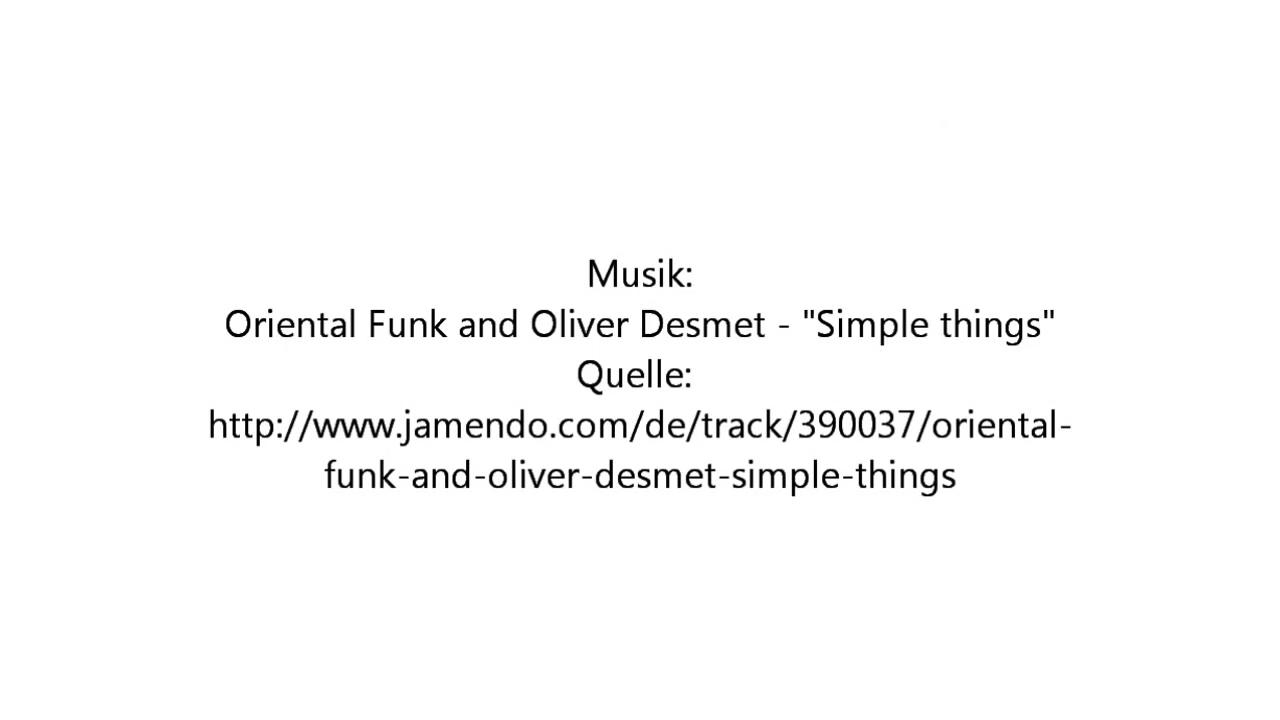 Musik:
Oriental Funk and Oliver Desmet - "Simple things"
Quelle:
http://www.jamendo.com/de/track/390037/oriental-
funk-and-oliver-desmet-simple-things